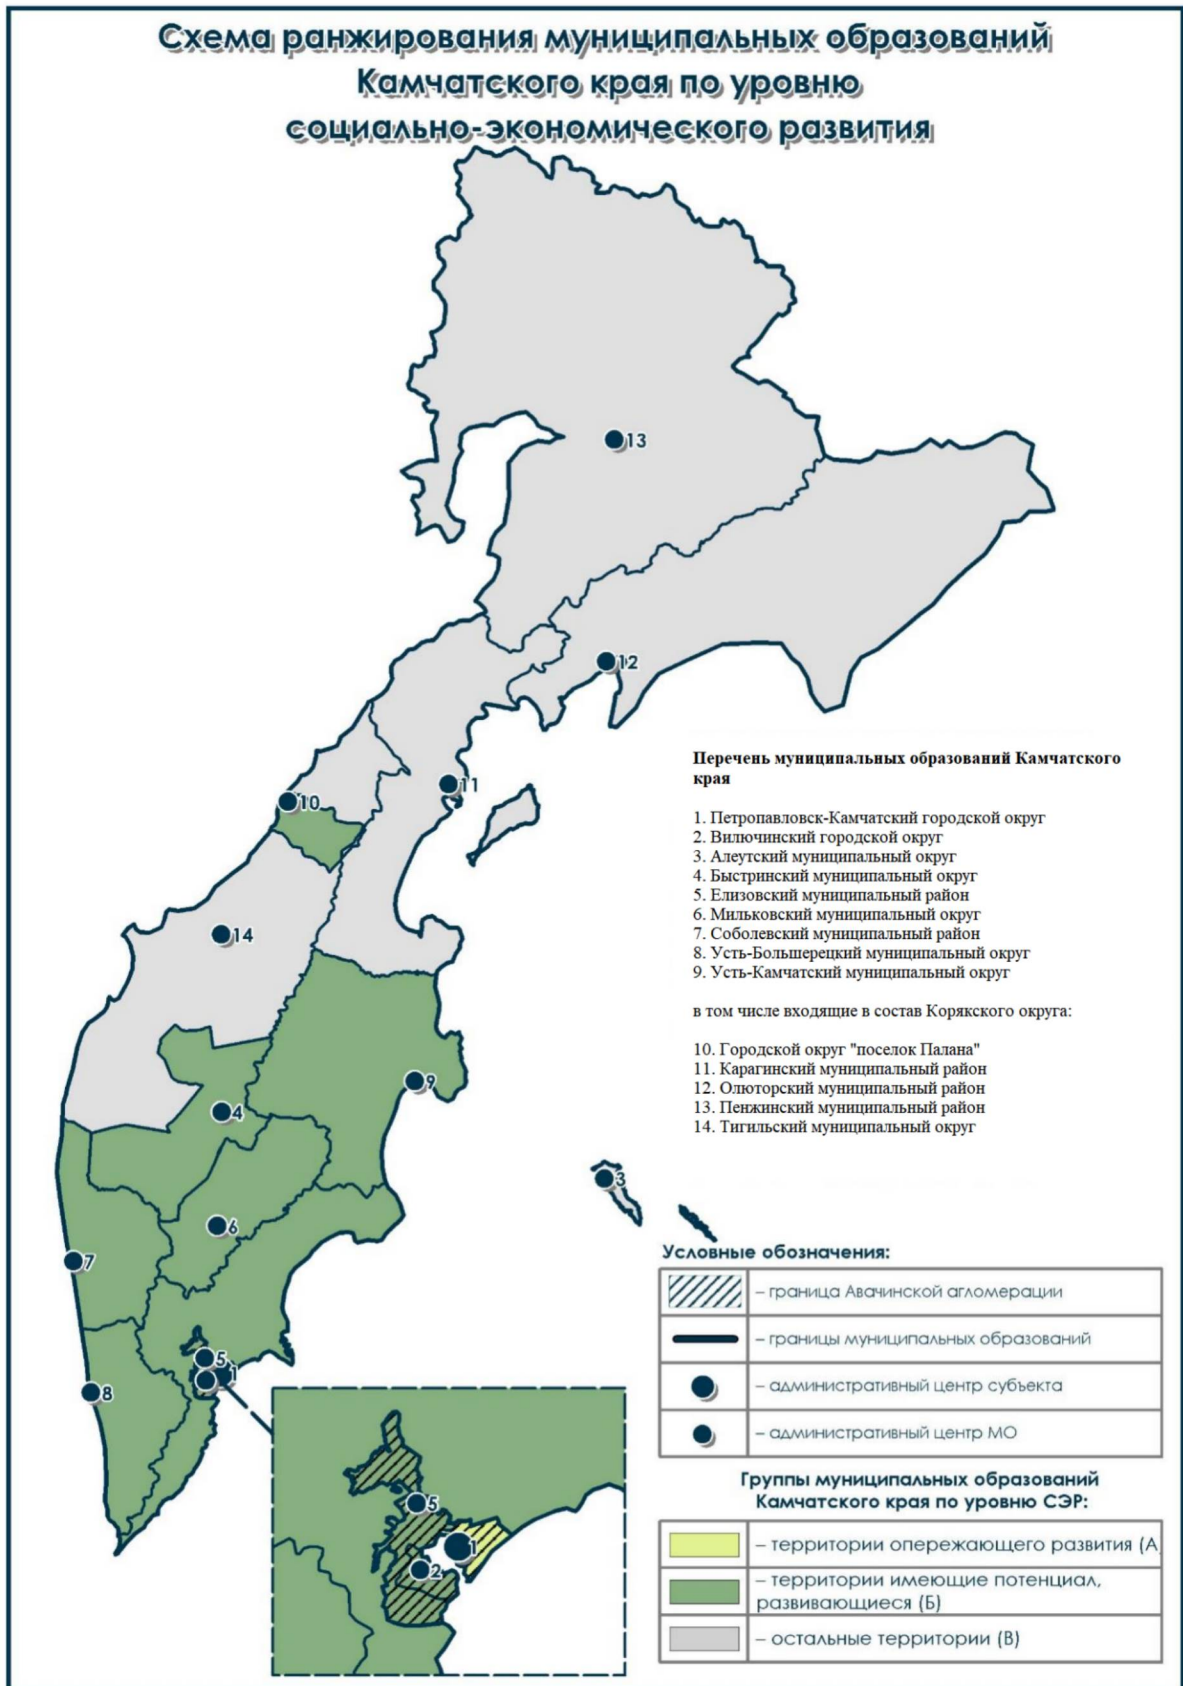 Схема ранжирования муниципальных образований
Камчатского края по уровню
социально-экономического развития
13
12
11
10
14
9
4
3
6
7
5
1
8
5
1
2
Перечень муниципальных образований Камчатского
края
1. Петропавловск-Камчатский городской округ
2. Вилючинский городской округ
3. Алеутский муниципальный округ
4. Быстринский муниципальный округ
5. Елизовский муниципальный район
6. Мильковский муниципальный округ
7. Соболевский муниципальный район
8. Усть-Большерецкий муниципальный округ
9. Усть-Камчатский муниципальный округ
в том числе входящие в состав Корякского округа:
10. Городской округ "поселок Палана"
11. Карагинский муниципальный район
12. Олюторский муниципальный район
13. Пенжинский муниципальный район
14. Тигильский муниципальный округ
Условные обозначения:
– граница Авачинской агломерации
– границы муниципальных образований
– административный центр субъекта
– административный центр МО
Группы муниципальных образований
Камчатского края по уровню СЭР:
– территории опережающего развития (А
– территории имеющие потенциал,
развивающиеся (Б)
– остальные территории (В)